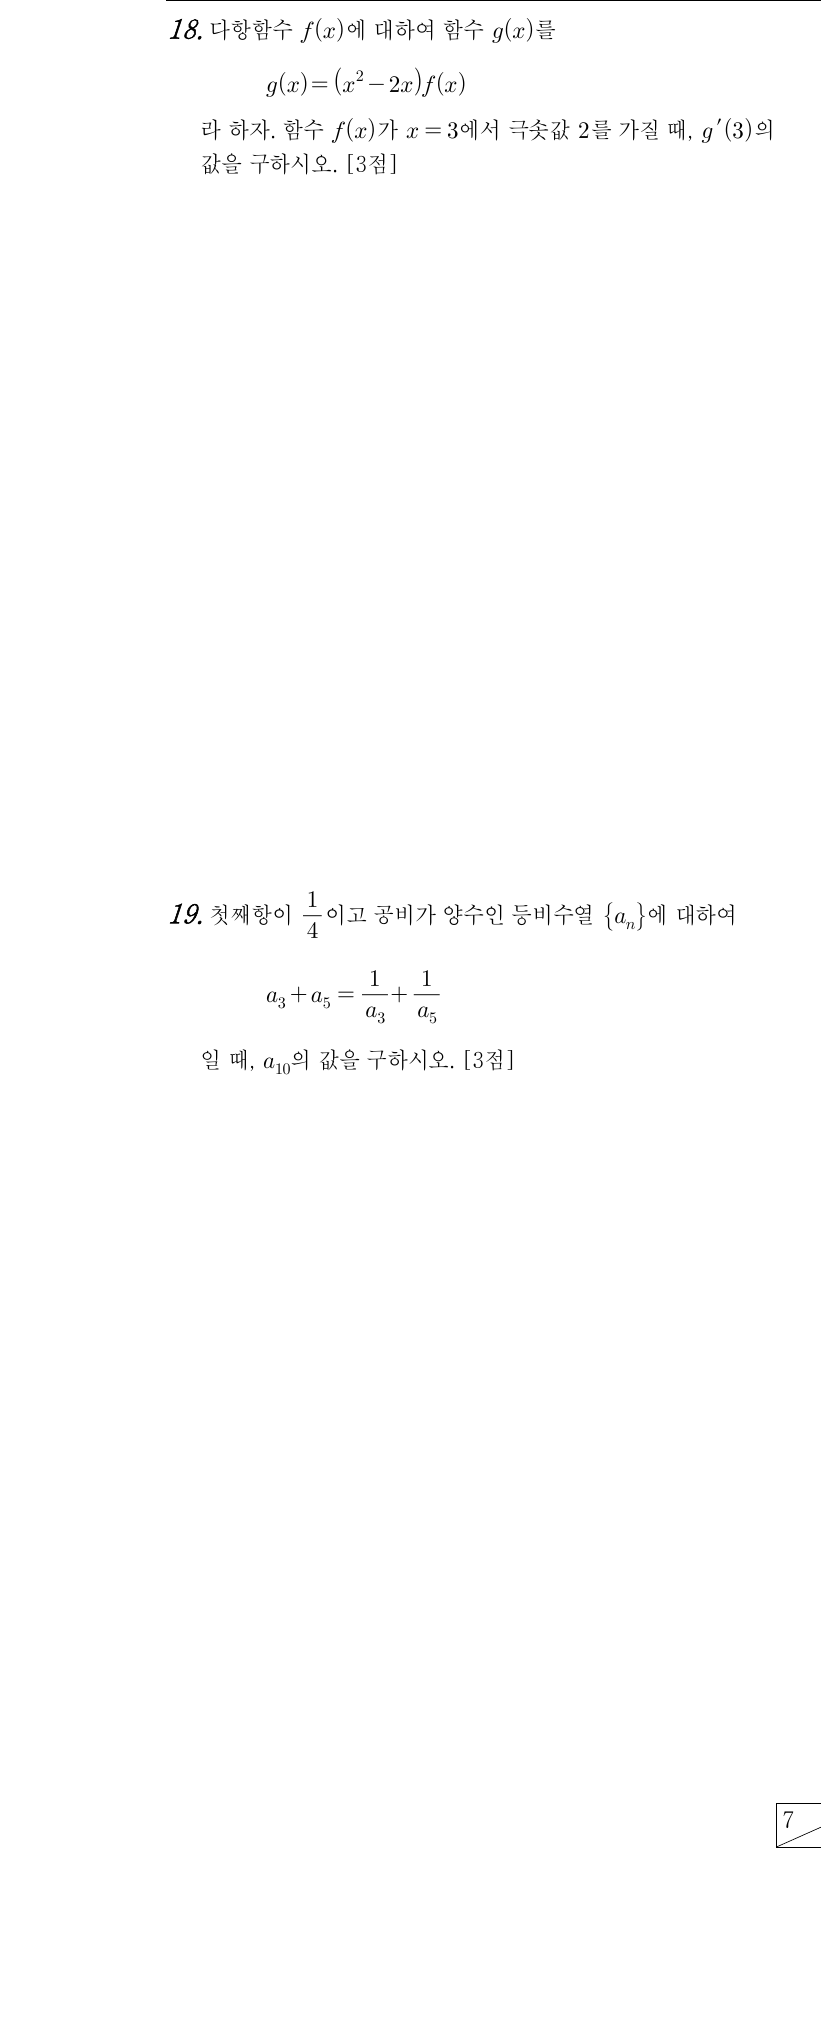 18. 다항함수 f(x)에 대하여 함수 g(x)를
g(x) = (x² − 2x)f(x)
라 하자. 함수 f(x)가 x = 3에서 극솟값 2를 가질 때, g′(3)의
값을 구하시오. [3점]
19. 첫째항이 1/4이고 공비가 양수인 등비수열 {aₙ}에 대하여
a₃ + a₅ = 1/a₃ + 1/a₅
일 때, a₁₀의 값을 구하시오. [3점]
7